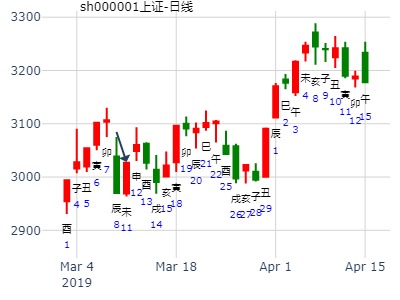 sh000001上证-日线
3300
3200
3100
3000
2900
酉
1
子
4
丑
5
寅
6
卯
7
辰
8
未
11
申
12
酉
13
戌
14
亥
15
寅
18
卯
19
辰
20
巳
21
午
22
酉
25
戌
26
亥
27
子
28
丑
29
辰
1
巳
2
午
3
未
4
亥
8
子
9
丑
10
寅
11
卯
12
午
15
Mar 4
2019
Mar 18
Apr 1
Apr 15